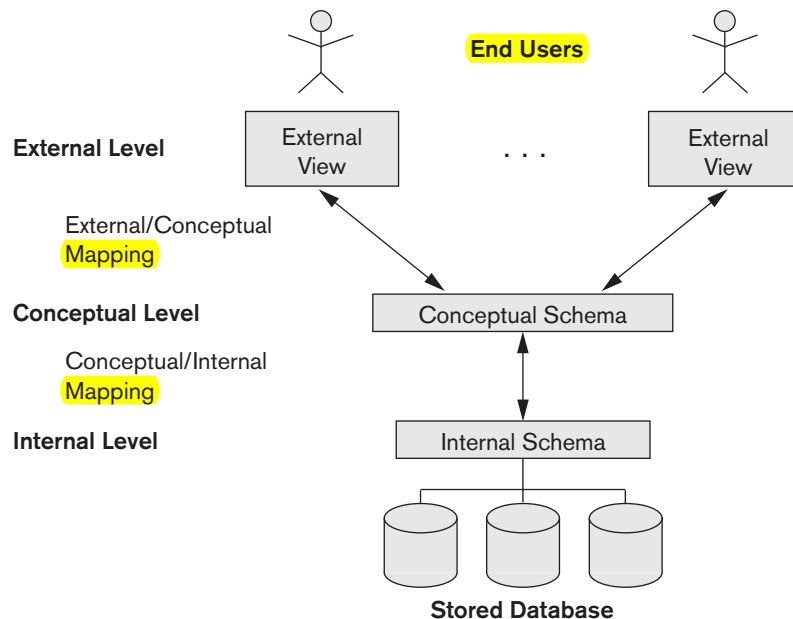 End Users
External Level
External
View
. . .
External
View
External/Conceptual
Mapping
Conceptual Level
Conceptual Schema
Conceptual/Internal
Mapping
Internal Level
Internal Schema
Stored Database